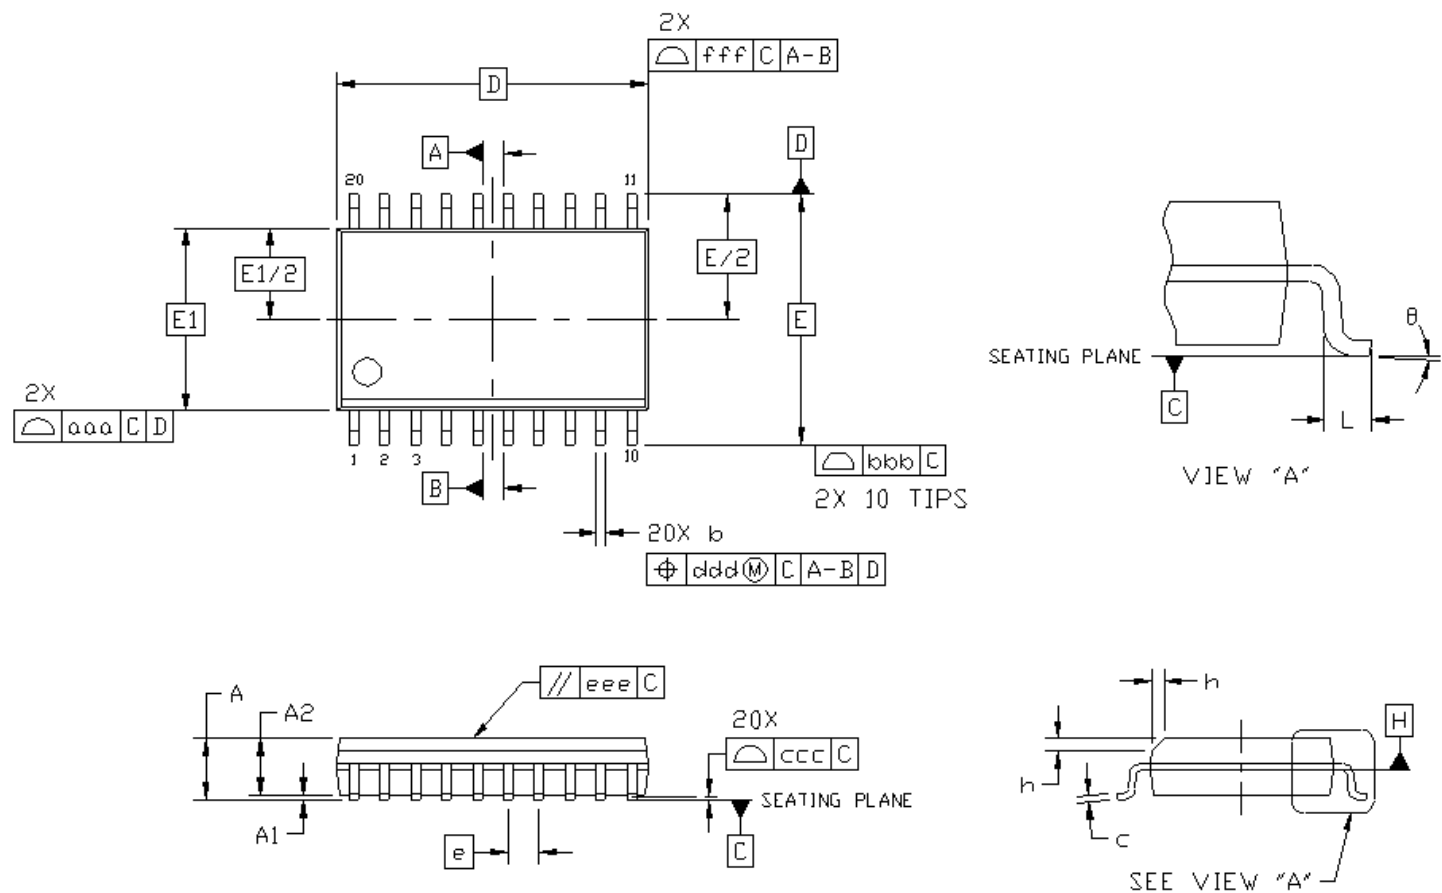 2X
⌓ fff C A-B
D
A
D
20
11
E1/2
E/2
E1
E
2X
⌓ aaa C D
1 2 3 10
B
⌓ bbb C
2X 10 TIPS
20X b
⌖ ddd Ⓜ C A-B D
θ
SEATING PLANE
C
L
VIEW "A"
// eee C
A
A2
20X
⌓ ccc C
SEATING PLANE
A1
e
C
h
H
h
c
SEE VIEW "A"